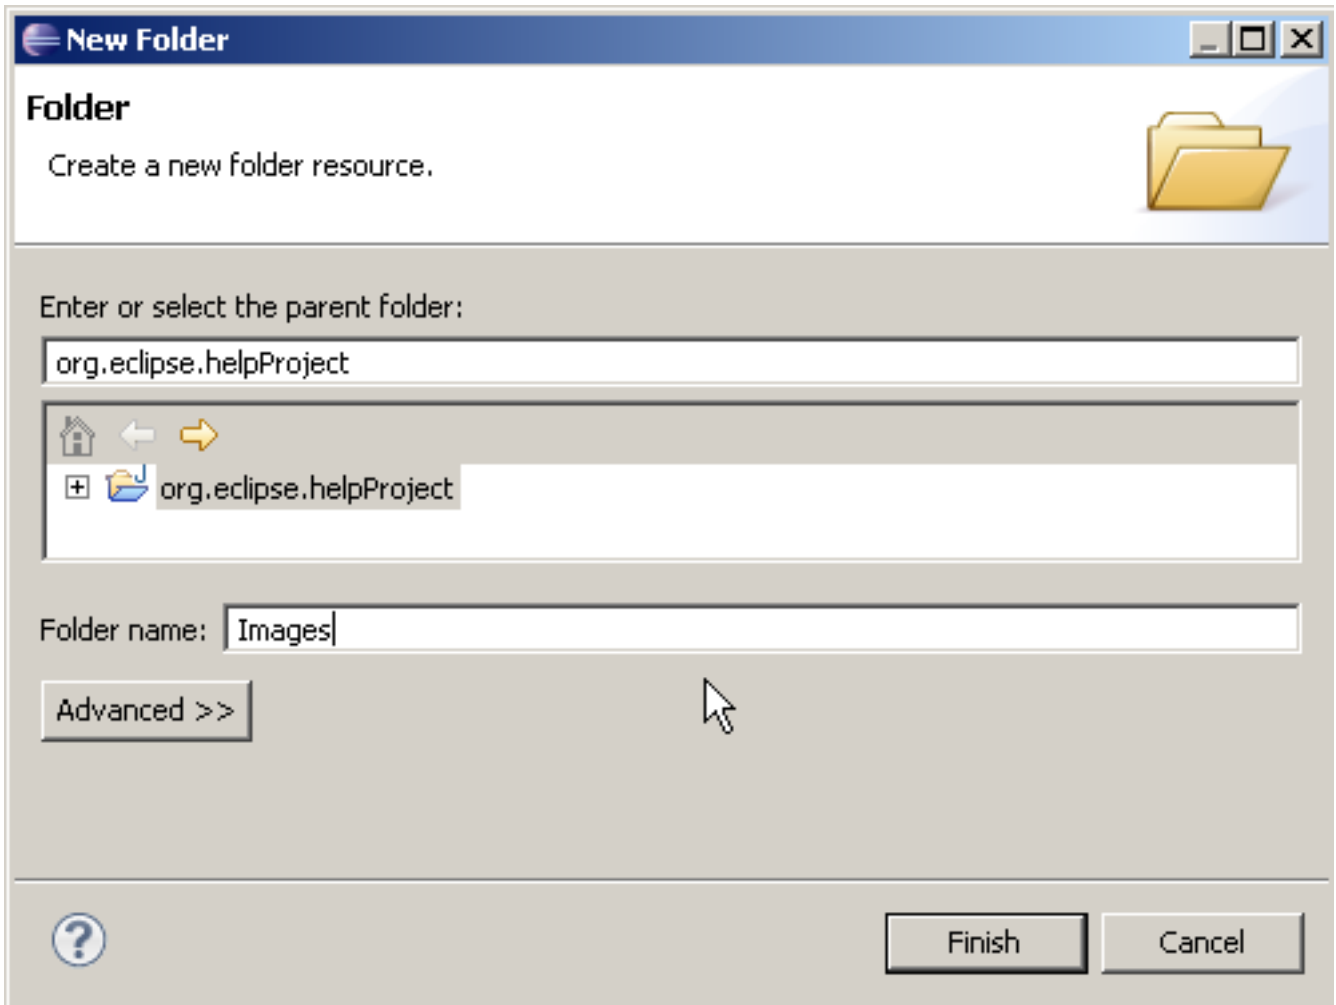 New Folder
Folder
Create a new folder resource.
Enter or select the parent folder:
org.eclipse.helpProject
org.eclipse.helpProject
Folder name: Images
Advanced >>
Finish Cancel